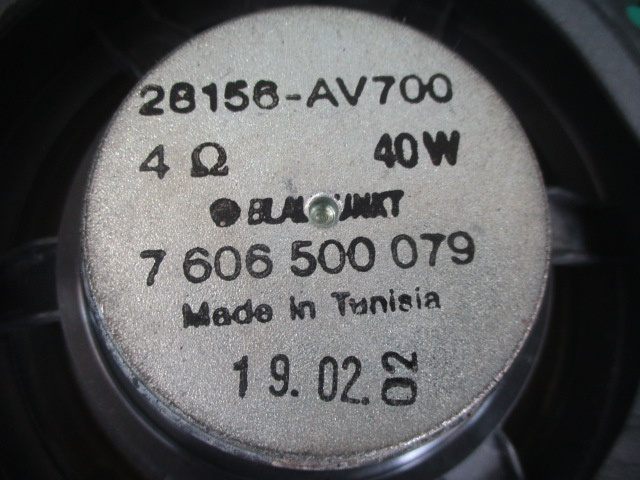 28156-AV700
4 Ω 40W
BLAUPUNKT
7 606 500 079
Made in Tunisia
19.02.02